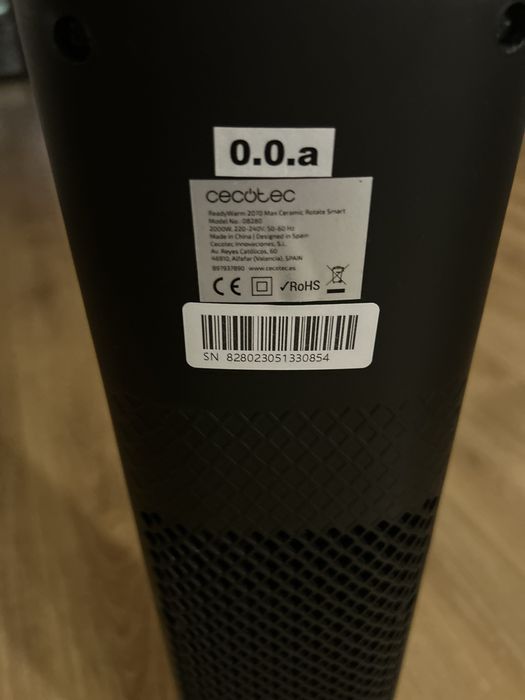 0.0.a
cecotec
ReadyWarm 2070 Max Ceramic Rotate Smart
Model No.: 08280
2000W, 220-240V, 50-60 Hz
Made in China | Designed in Spain
Cecotec Innovaciones, S.L.
Av. Reyes Católicos, 60
46910, Alfafar (Valencia), SPAIN
B97937890 www.cecotec.es
CE ✓RoHS
SN 828023051330854